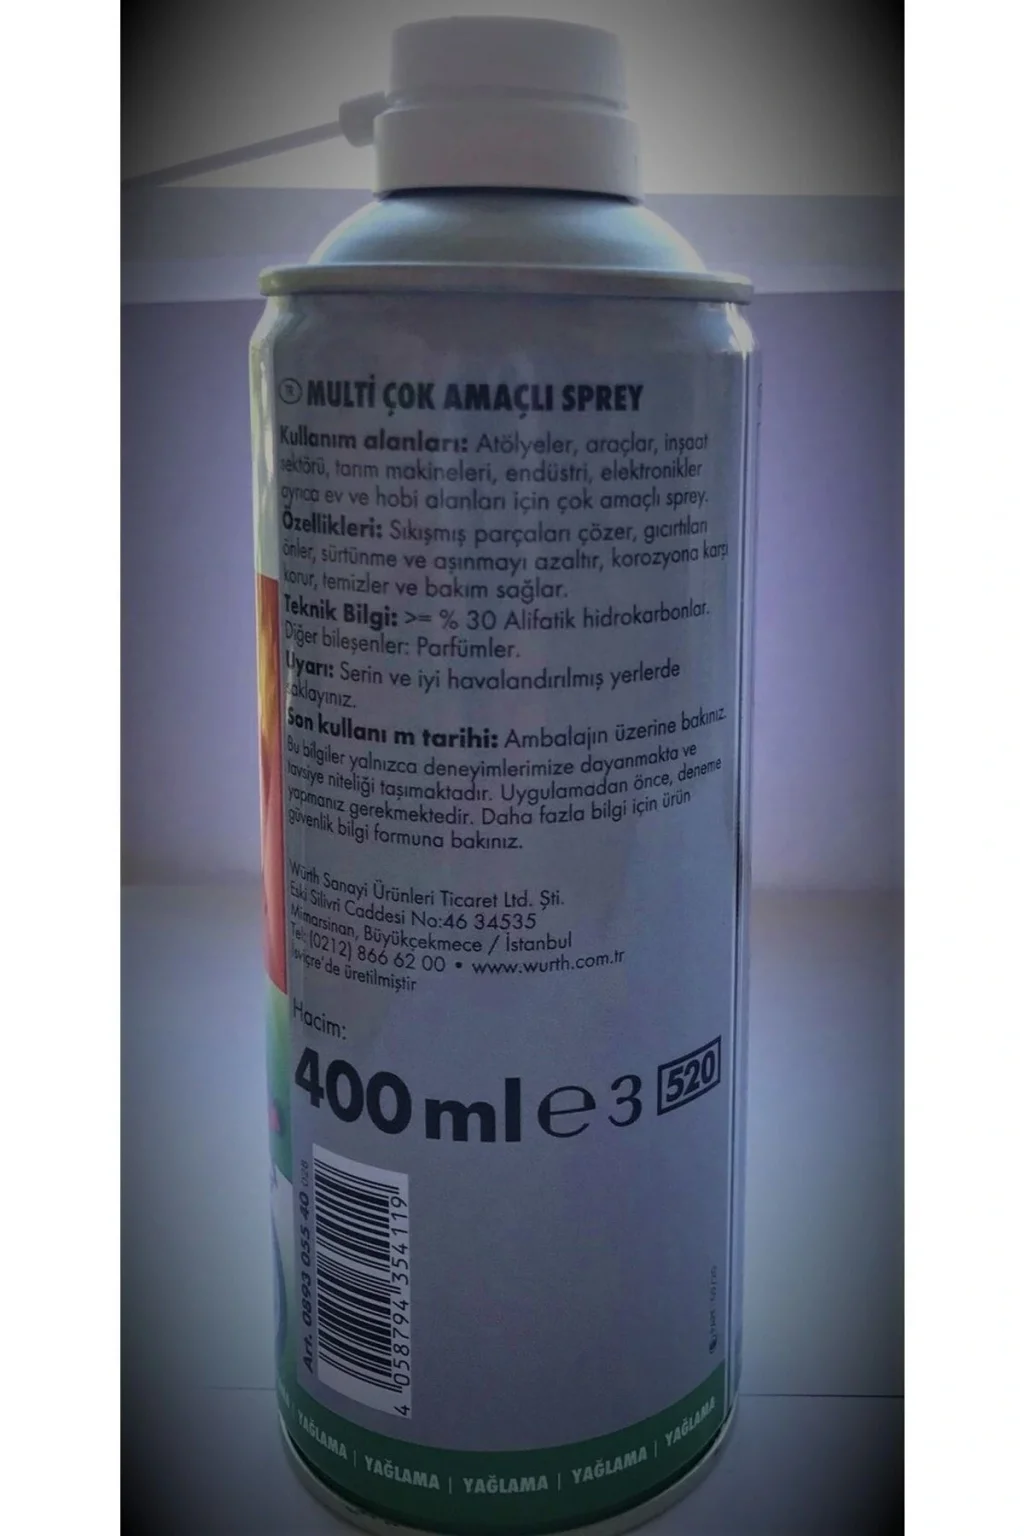 TR MULTİ ÇOK AMAÇLI SPREY
Kullanım alanları: Atölyeler, araçlar, inşaat
sektörü, tarım makineleri, endüstri, elektronikler
ayrıca ev ve hobi alanları için çok amaçlı sprey.
Özellikleri: Sıkışmış parçaları çözer, gıcırtıları
önler, sürtünme ve aşınmayı azaltır, korozyona karşı
korur, temizler ve bakım sağlar.
Teknik Bilgi: >= % 30 Alifatik hidrokarbonlar.
Diğer bileşenler: Parfümler.
Uyarı: Serin ve iyi havalandırılmış yerlerde
saklayınız.
Son kullanı m tarihi: Ambalajın üzerine bakınız.
Bu bilgiler yalnızca deneyimlerimize dayanmakta ve
tavsiye niteliği taşımaktadır. Uygulamadan önce, deneme
yapmanız gerekmektedir. Daha fazla bilgi için ürün
güvenlik bilgi formuna bakınız.
Würth Sanayi Ürünleri Ticaret Ltd. Şti.
Eski Silivri Caddesi No:46 34535
Mimarsinan, Büyükçekmece / İstanbul
Tel: (0212) 866 62 00 • www.wurth.com.tr
İsviçre'de üretilmiştir
Hacim:
400 ml e 3 520
Art. 0893 055 40 028
4 058794 354119
YAĞLAMA | YAĞLAMA | YAĞLAMA | YAĞLAMA | YAĞLAMA